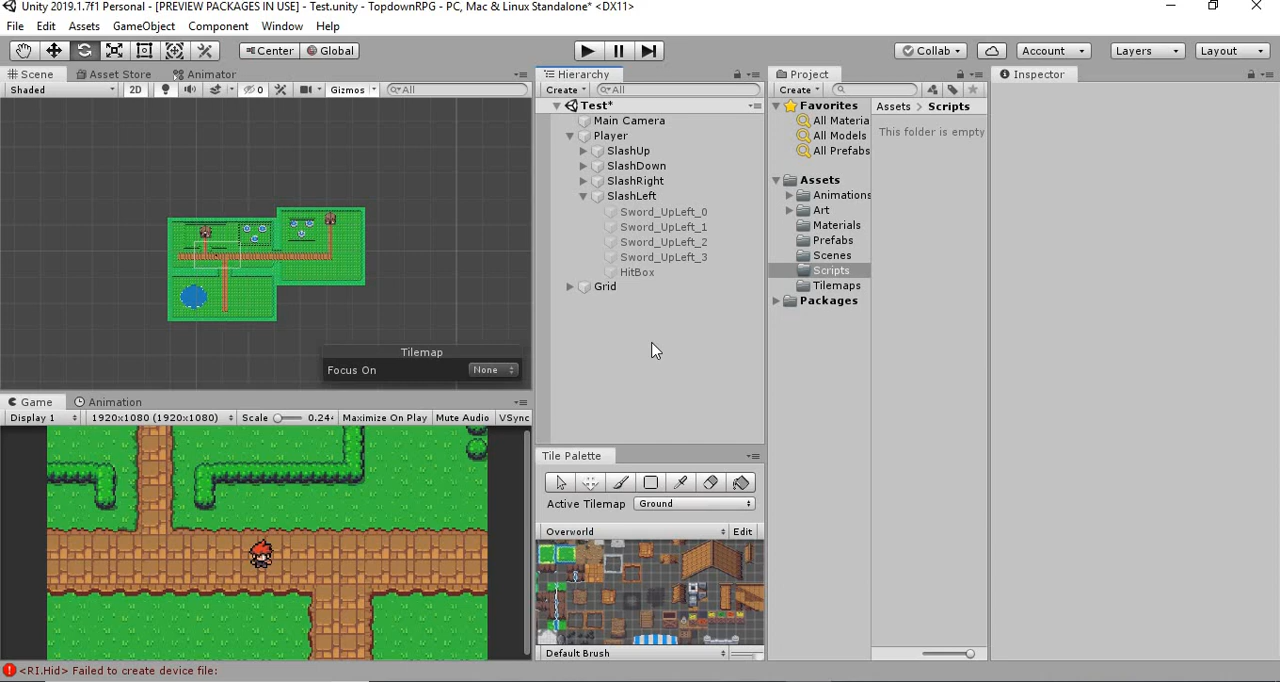 Unity 2019.1.7f1 Personal - [PREVIEW PACKAGES IN USE] - Test.unity - TopdownRPG - PC, Mac & Linux Standalone* <DX11>
File Edit Assets GameObject Component Window Help
Center Global Collab Account Layers Layout
Scene Asset Store Animator
Shaded 2D 0 Gizmos All
Tilemap
Focus On None
Game Animation
Display 1 1920x1080 (1920x1080) Scale 0.24 Maximize On Play Mute Audio VSync
Hierarchy
Create All
Test*
Main Camera
Player
SlashUp
SlashDown
SlashRight
SlashLeft
Sword_UpLeft_0
Sword_UpLeft_1
Sword_UpLeft_2
Sword_UpLeft_3
HitBox
Grid
Tile Palette
Active Tilemap Ground
Overworld Edit
Default Brush
Project
Create
Favorites
All Materia
All Models
All Prefabs
Assets
Animations
Art
Materials
Prefabs
Scenes
Scripts
Tilemaps
Packages
Assets > Scripts
This folder is empty
Inspector
<RI.Hid> Failed to create device file: